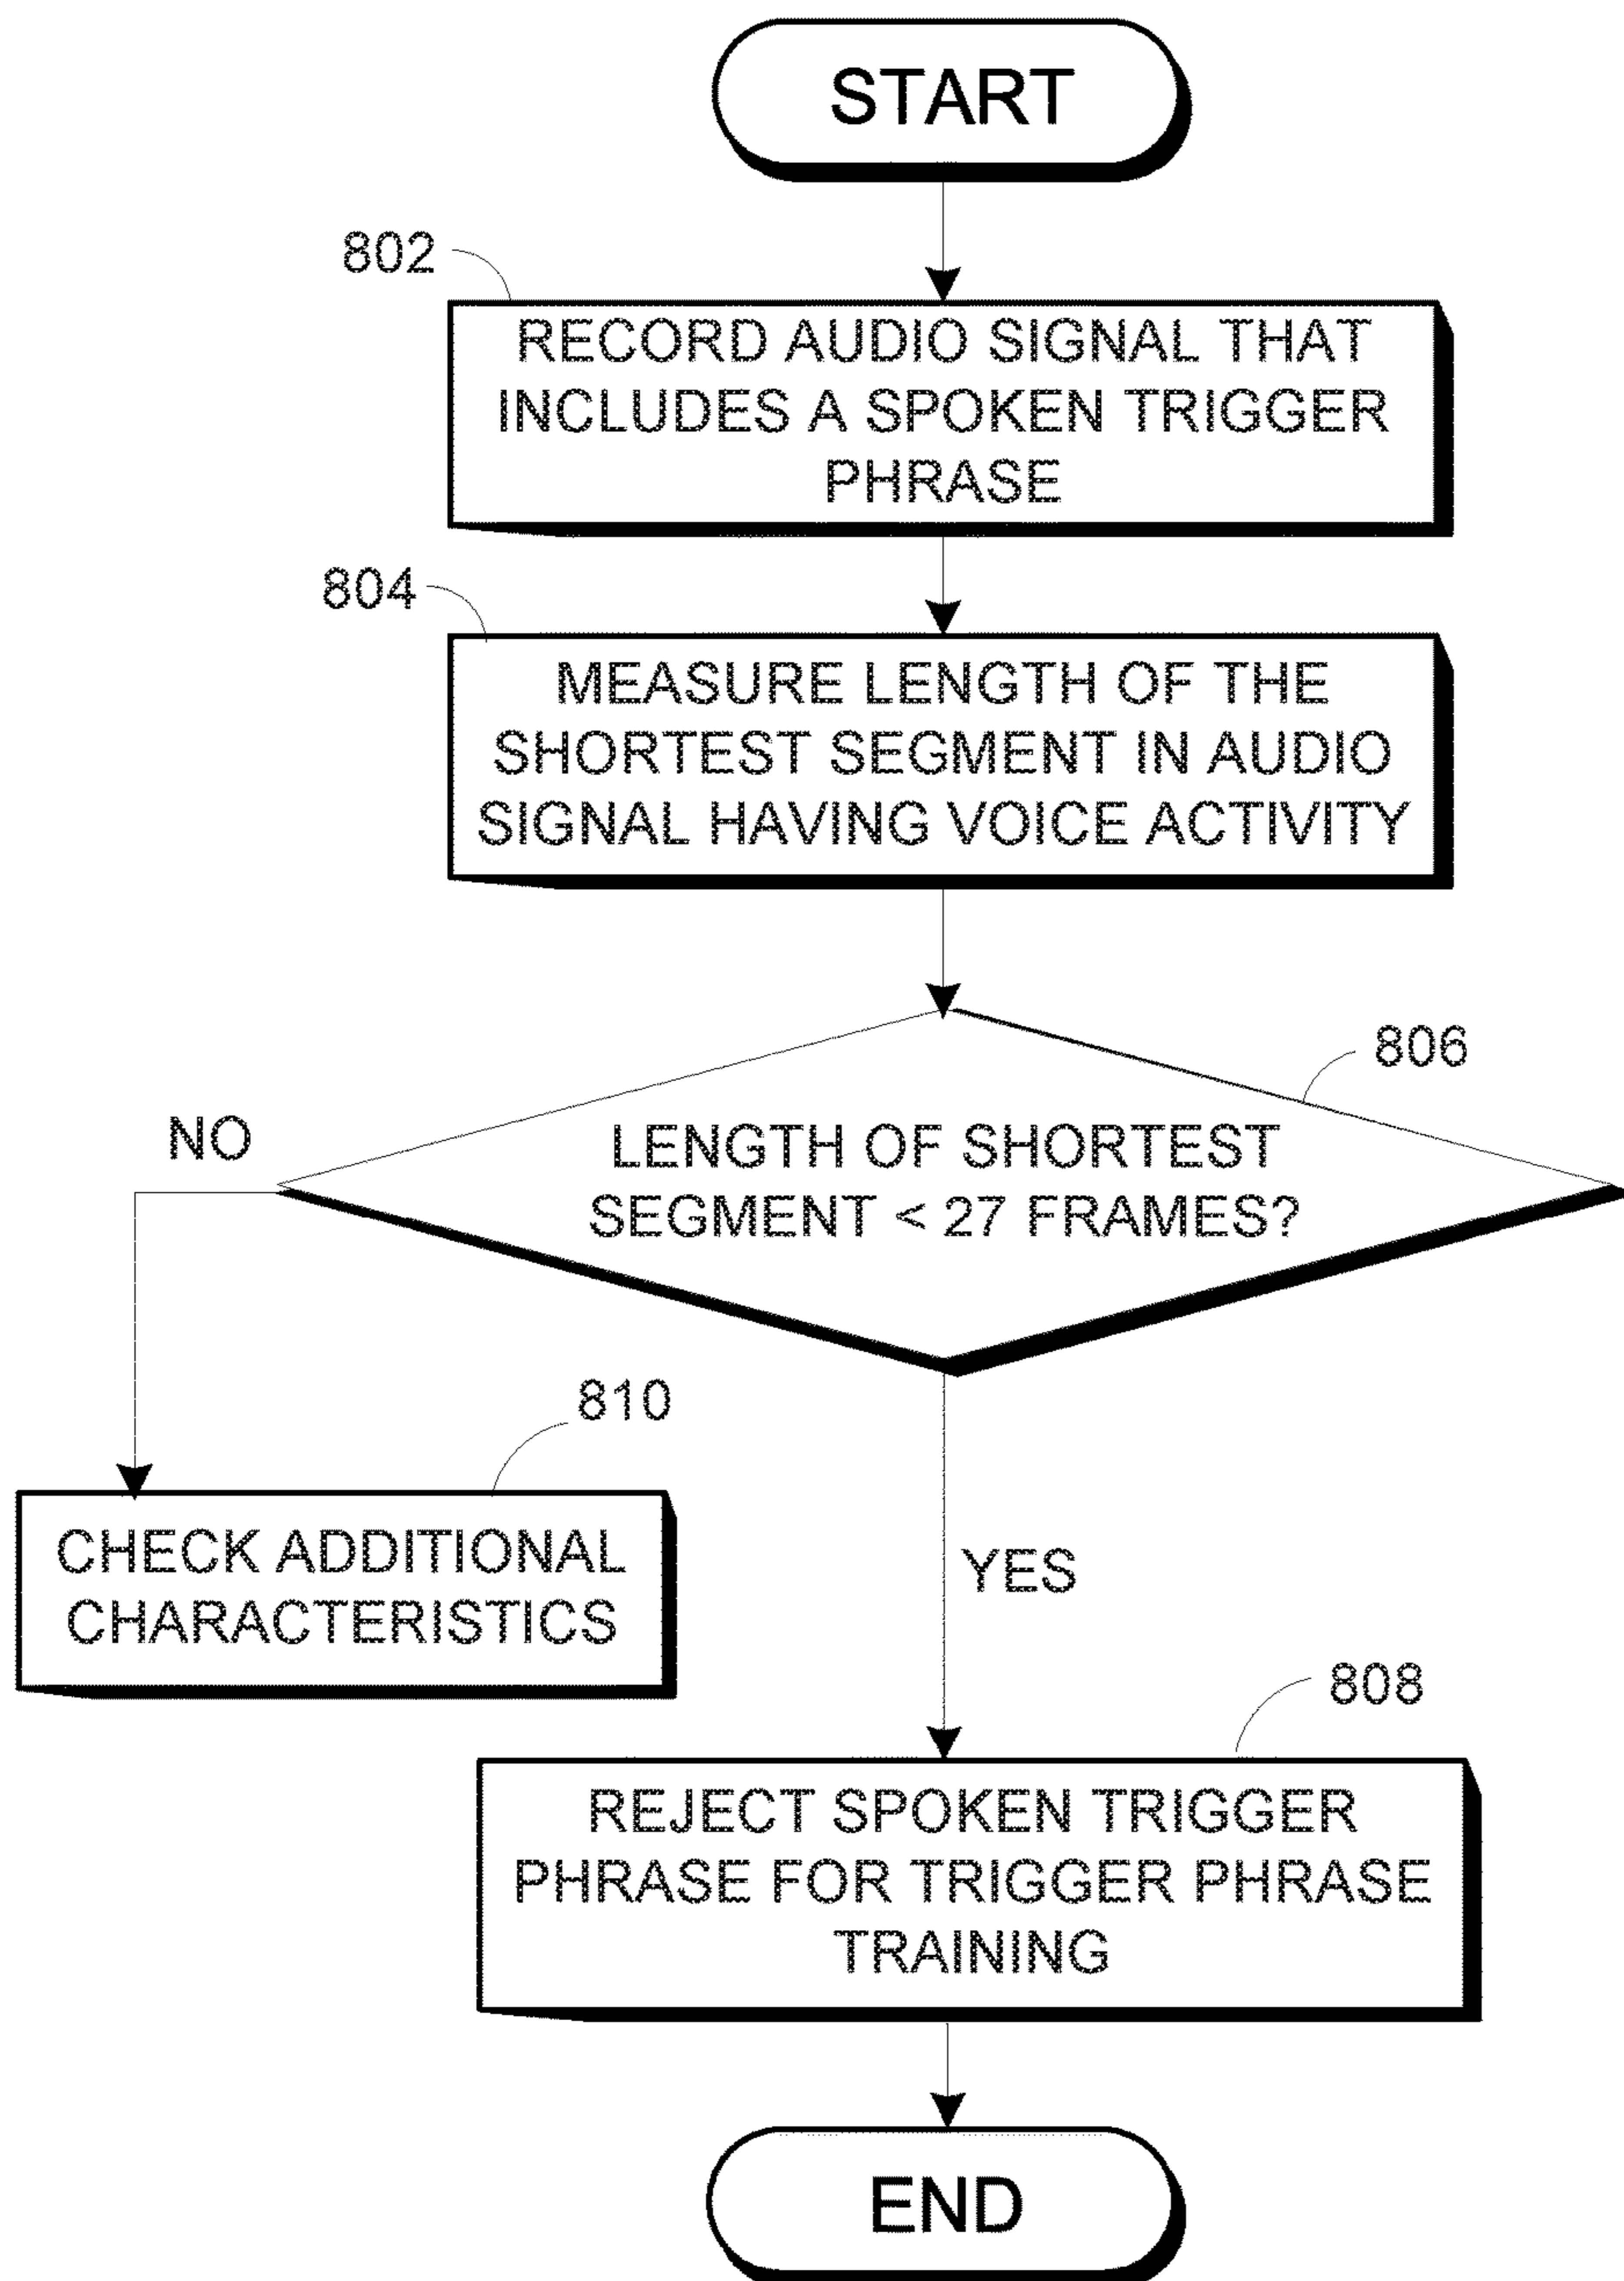 START
802
RECORD AUDIO SIGNAL THAT
INCLUDES A SPOKEN TRIGGER
PHRASE
804
MEASURE LENGTH OF THE
SHORTEST SEGMENT IN AUDIO
SIGNAL HAVING VOICE ACTIVITY
806
LENGTH OF SHORTEST
SEGMENT < 27 FRAMES?
NO
810
CHECK ADDITIONAL
CHARACTERISTICS
YES
808
REJECT SPOKEN TRIGGER
PHRASE FOR TRIGGER PHRASE
TRAINING
END